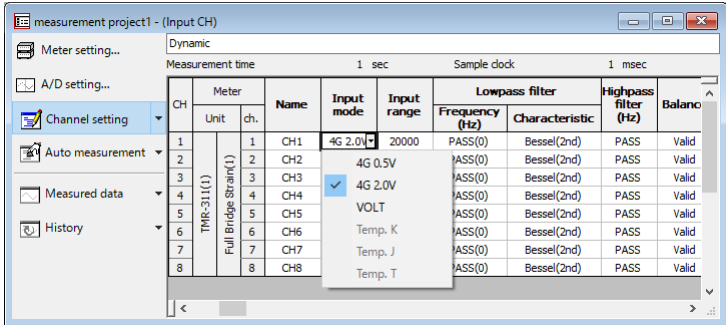 measurement project1 - (Input CH)
Meter setting...
A/D setting...
Channel setting
Auto measurement
Measured data
History
Dynamic
Measurement time 1 sec Sample clock 1 msec
CH Meter Name Input mode Input range Lowpass filter Highpass filter (Hz) Balanc
Unit ch. Frequency (Hz) Characteristic
TMR-311(1)
Full Bridge Strain(1)
1 1 CH1 4G 2.0V 20000 PASS(0) Bessel(2nd) PASS Valid
2 2 CH2 PASS(0) Bessel(2nd) PASS Valid
3 3 CH3 PASS(0) Bessel(2nd) PASS Valid
4 4 CH4 PASS(0) Bessel(2nd) PASS Valid
5 5 CH5 PASS(0) Bessel(2nd) PASS Valid
6 6 CH6 PASS(0) Bessel(2nd) PASS Valid
7 7 CH7 PASS(0) Bessel(2nd) PASS Valid
8 8 CH8 PASS(0) Bessel(2nd) PASS Valid
4G 0.5V
4G 2.0V
VOLT
Temp. K
Temp. J
Temp. T